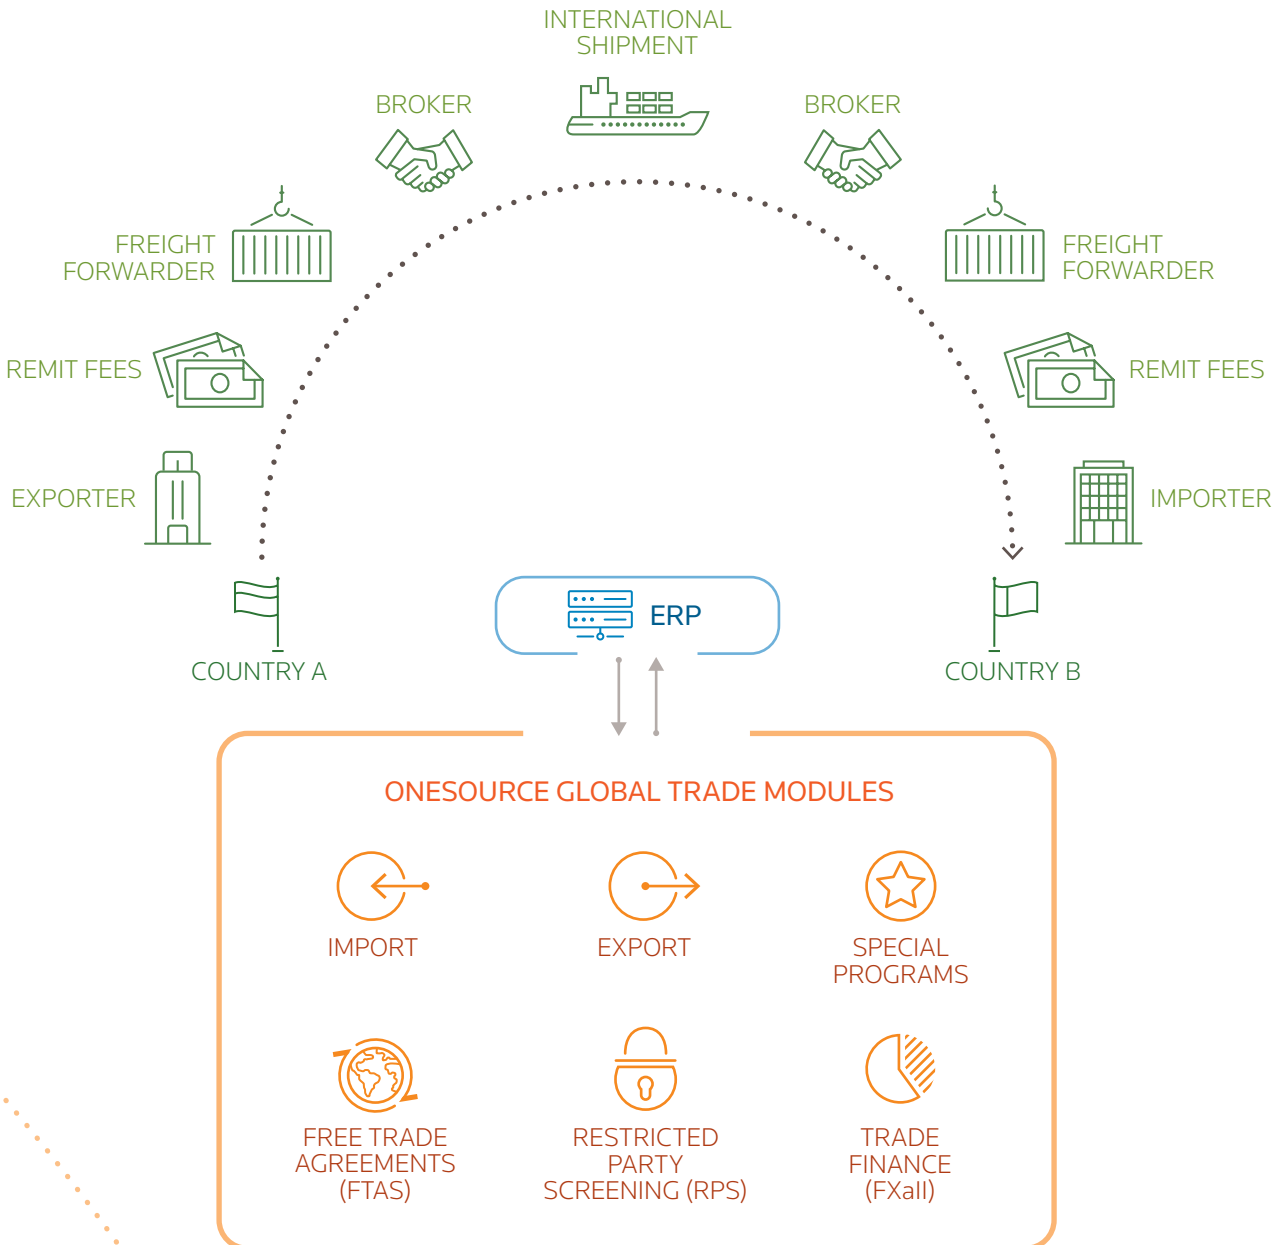 INTERNATIONAL
SHIPMENT
BROKER
BROKER
FREIGHT
FORWARDER
FREIGHT
FORWARDER
REMIT FEES
REMIT FEES
EXPORTER
IMPORTER
ERP
COUNTRY A
COUNTRY B
ONESOURCE GLOBAL TRADE MODULES
IMPORT
EXPORT
SPECIAL
PROGRAMS
FREE TRADE
AGREEMENTS
(FTAS)
RESTRICTED
PARTY
SCREENING (RPS)
TRADE
FINANCE
(FXall)